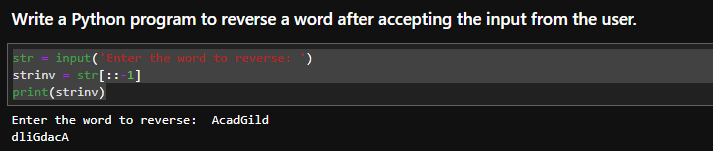 Write a Python program to reverse a word after accepting the input from the user.
str = input("Enter the word to reverse: ")
strinv = str[::-1]
print(strinv)
Enter the word to reverse:  AcadGild
dliGdacA